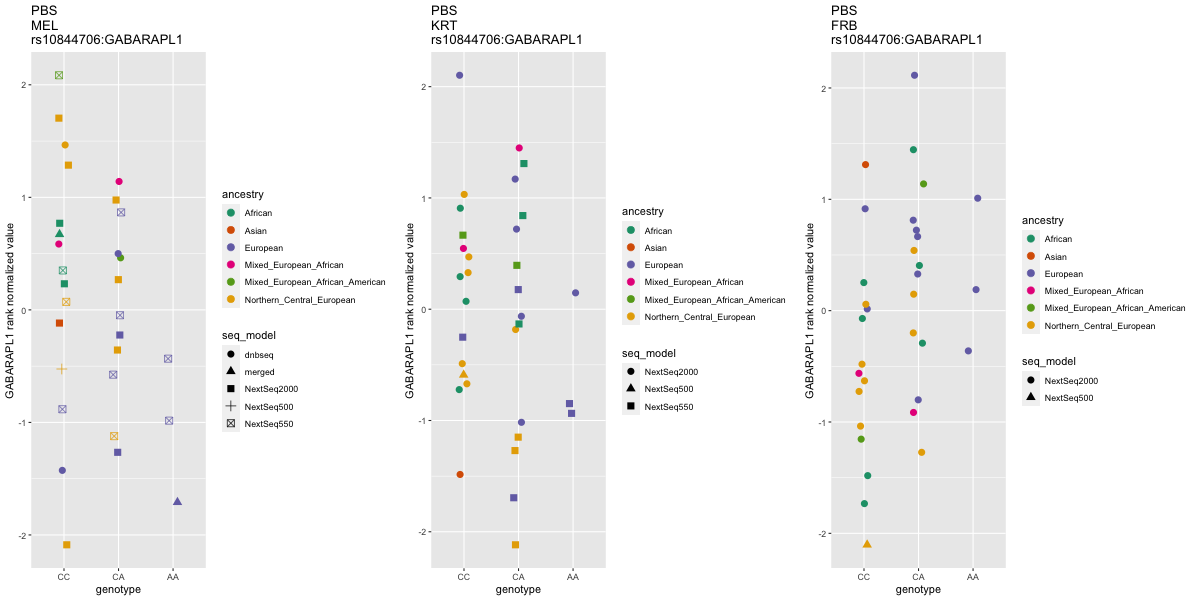 PBS
MEL
rs10844706:GABARAPL1
GABARAPL1 rank normalized value
2
1
0
-1
-2
CC
CA
AA
genotype
ancestry
African
Asian
European
Mixed_European_African
Mixed_European_African_American
Northern_Central_European
seq_model
dnbseq
merged
NextSeq2000
NextSeq500
NextSeq550
PBS
KRT
rs10844706:GABARAPL1
GABARAPL1 rank normalized value
2
1
0
-1
-2
CC
CA
AA
genotype
ancestry
African
Asian
European
Mixed_European_African
Mixed_European_African_American
Northern_Central_European
seq_model
NextSeq2000
NextSeq500
NextSeq550
PBS
FRB
rs10844706:GABARAPL1
GABARAPL1 rank normalized value
2
1
0
-1
-2
CC
CA
AA
genotype
ancestry
African
Asian
European
Mixed_European_African
Mixed_European_African_American
Northern_Central_European
seq_model
NextSeq2000
NextSeq500